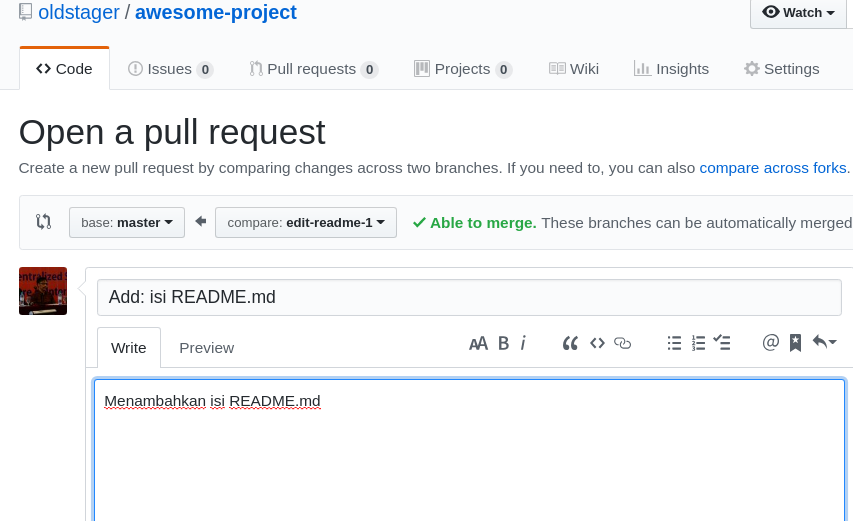 oldstager / awesome-project
Watch
Code Issues 0 Pull requests 0 Projects 0 Wiki Insights Settings
Open a pull request
Create a new pull request by comparing changes across two branches. If you need to, you can also compare across forks.
base: master compare: edit-readme-1 Able to merge. These branches can be automatically merged
Add: isi README.md
Write Preview AA B i @
Menambahkan isi README.md